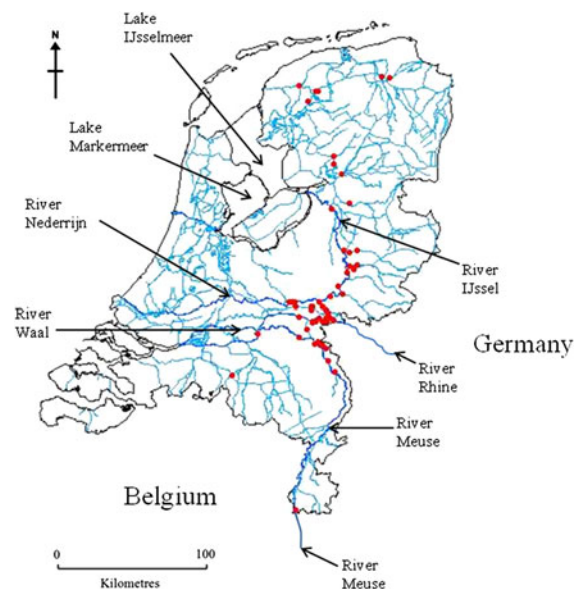 Lake
IJsselmeer
N
Lake
Markermeer
River
Nederrijn
River
IJssel
River
Waal
Germany
River
Rhine
River
Meuse
Belgium
0 100
Kilometres
River
Meuse